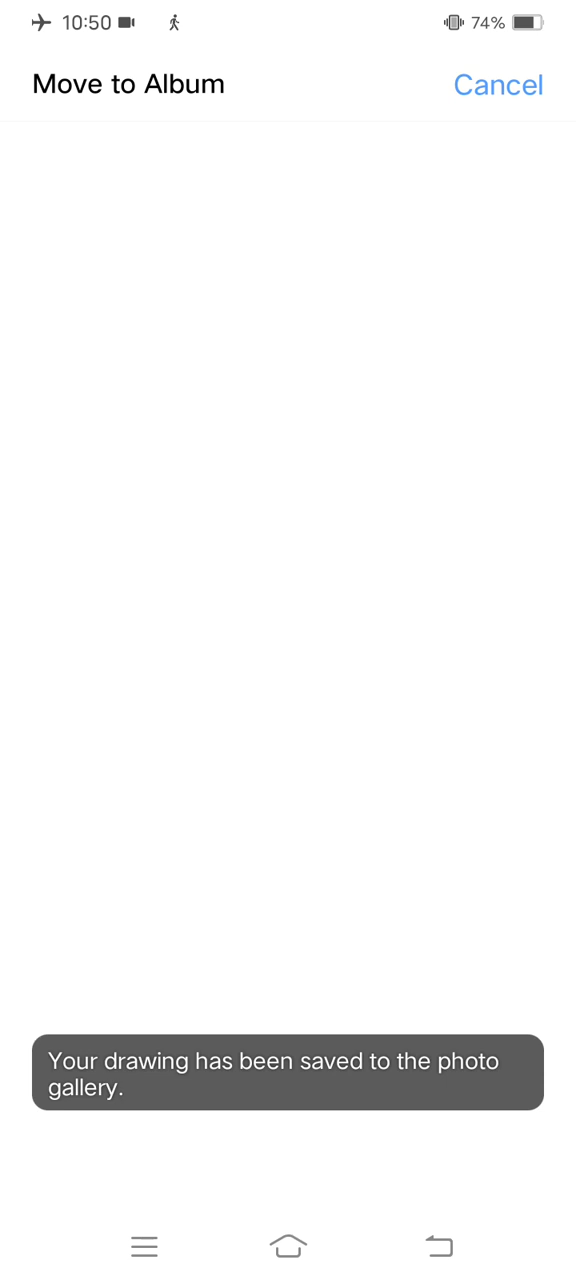 10:50
74%
Move to Album
Cancel
Your drawing has been saved to the photo
gallery.